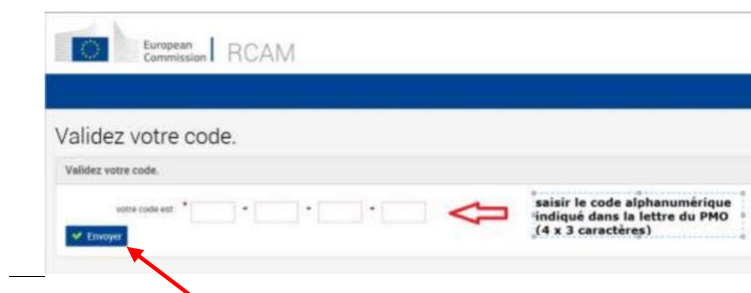 European
Commission
RCAM
Validez votre code.
Validez votre code.
votre code est * - - -
saisir le code alphanumérique
indiqué dans la lettre du PMO
(4 x 3 caractères)
Envoyer